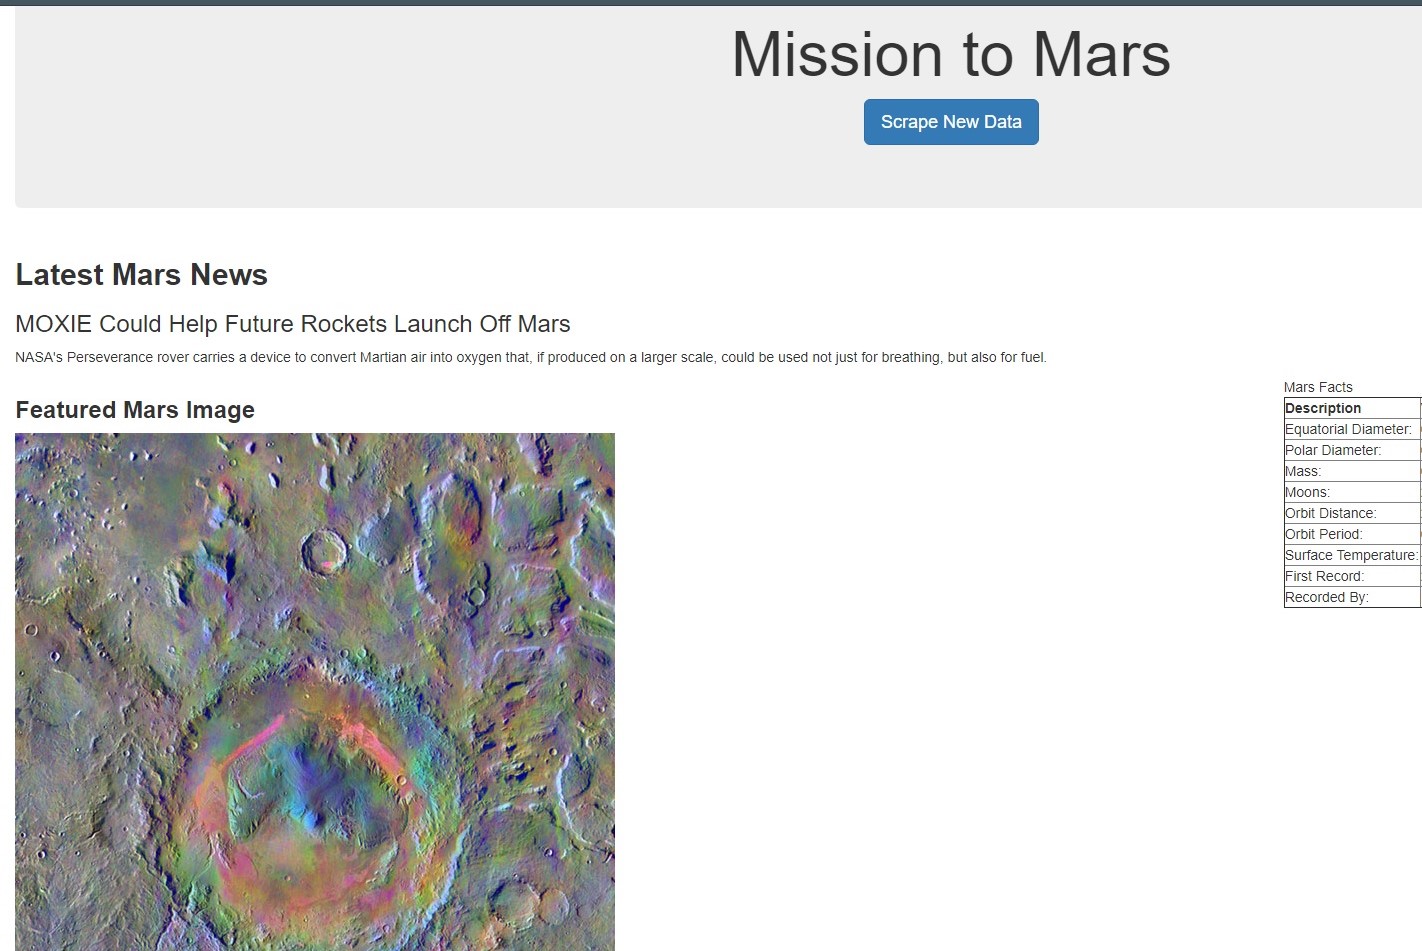 Mission to Mars
Scrape New Data
Latest Mars News
MOXIE Could Help Future Rockets Launch Off Mars
NASA's Perseverance rover carries a device to convert Martian air into oxygen that, if produced on a larger scale, could be used not just for breathing, but also for fuel.
Featured Mars Image
Mars Facts
Description
Equatorial Diameter:
Polar Diameter:
Mass:
Moons:
Orbit Distance:
Orbit Period:
Surface Temperature:
First Record:
Recorded By: